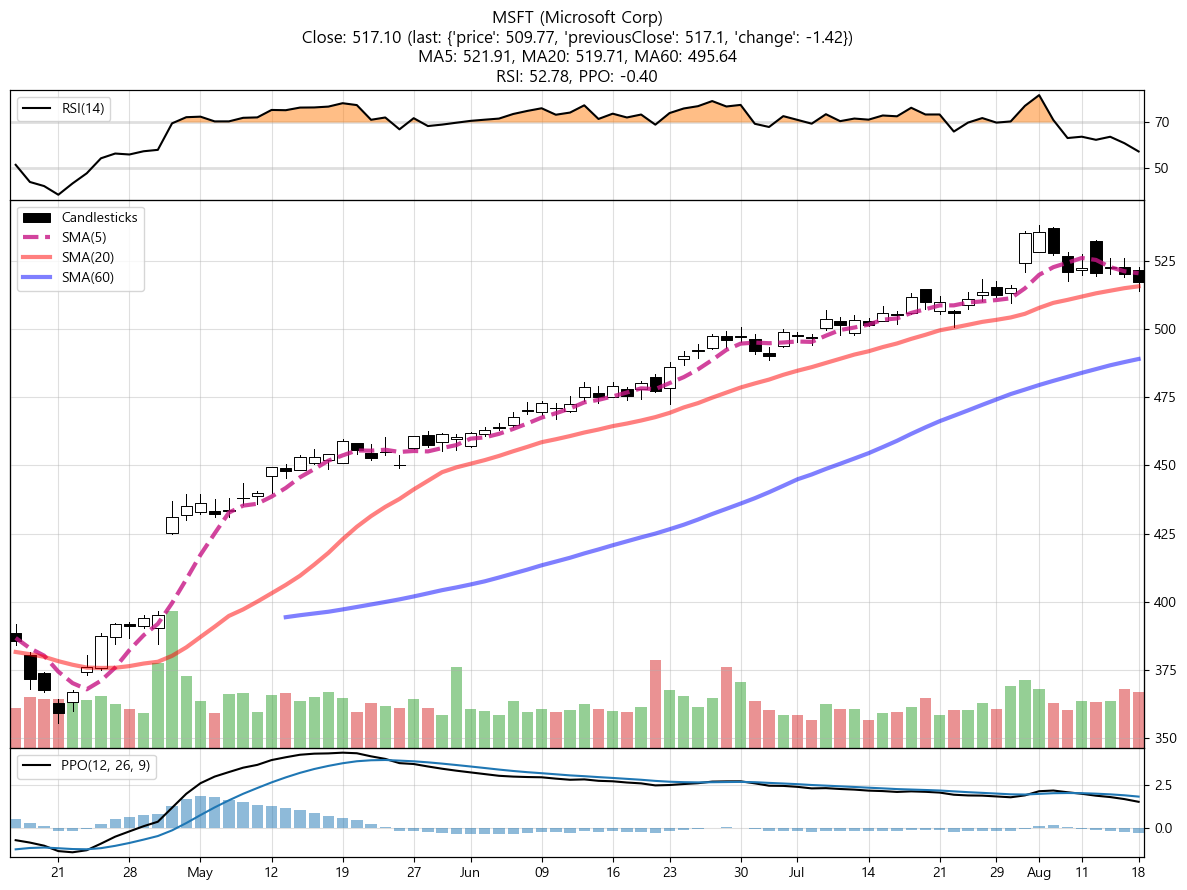 MSFT (Microsoft Corp)
Close: 517.10 (last: {'price': 509.77, 'previousClose': 517.1, 'change': -1.42})
MA5: 521.91, MA20: 519.71, MA60: 495.64
RSI: 52.78, PPO: -0.40
RSI(14)
70
50
Candlesticks
SMA(5)
SMA(20)
SMA(60)
525
500
475
450
425
400
375
350
PPO(12, 26, 9)
2.5
0.0
21 28 May 12 19 27 Jun 09 16 23 30 Jul 14 21 29 Aug 11 18